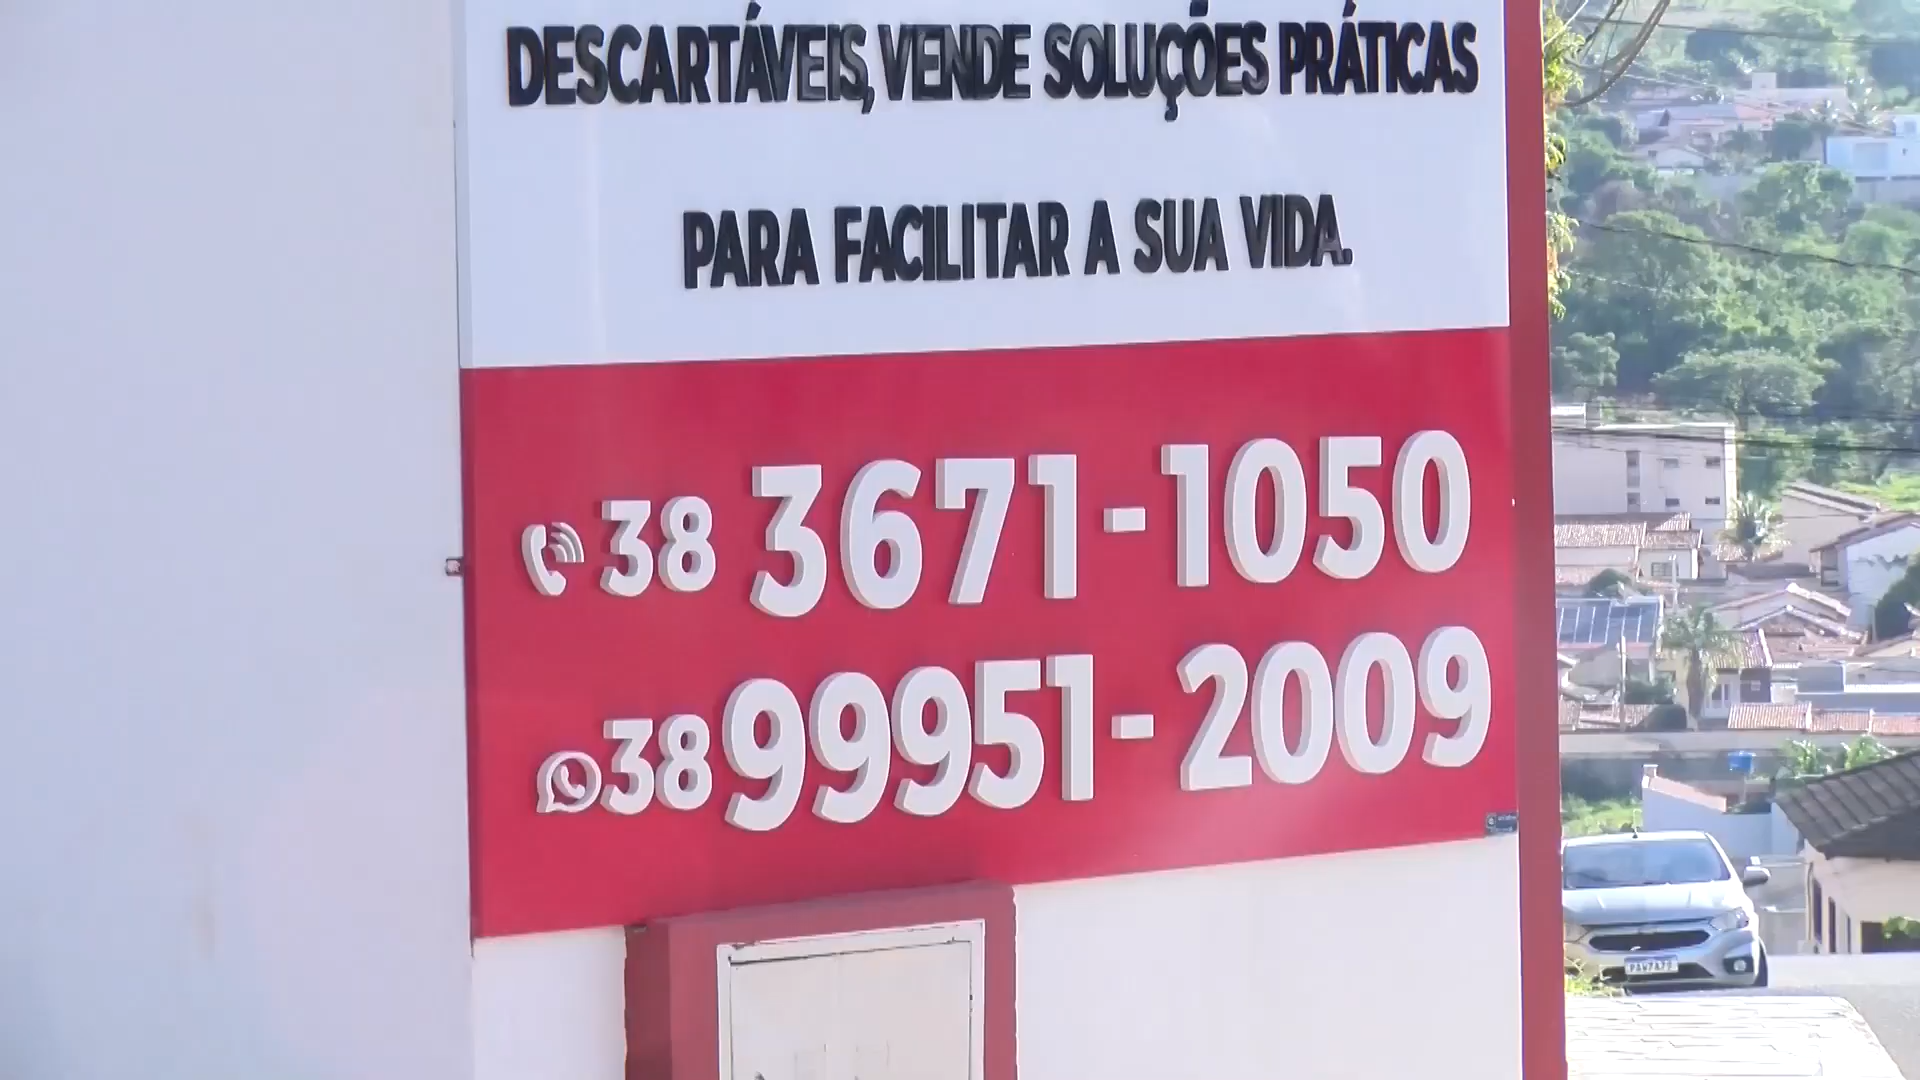 DESCARTÁVEIS, VENDE SOLUÇÕES PRÁTICAS
PARA FACILITAR A SUA VIDA.
38 3671-1050
38 99951-2009